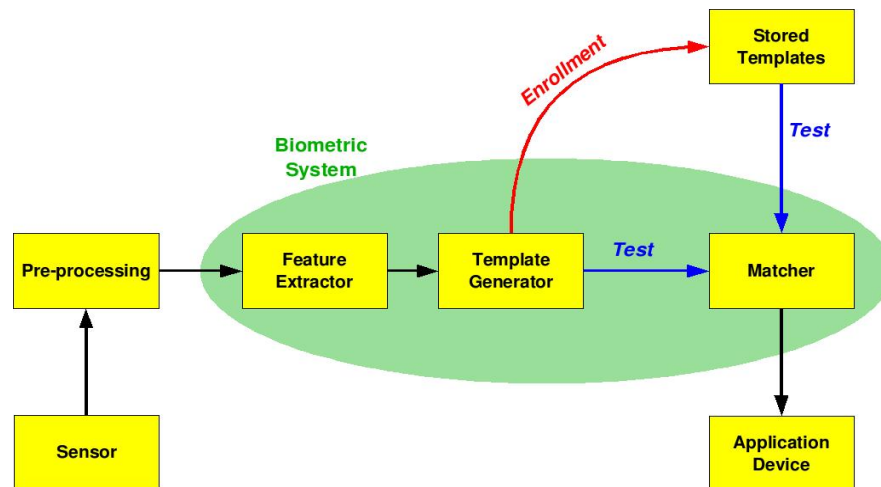 Stored
Templates
Enrollment
Test
Biometric
System
Pre-processing
Feature
Extractor
Template
Generator
Test
Matcher
Sensor
Application
Device